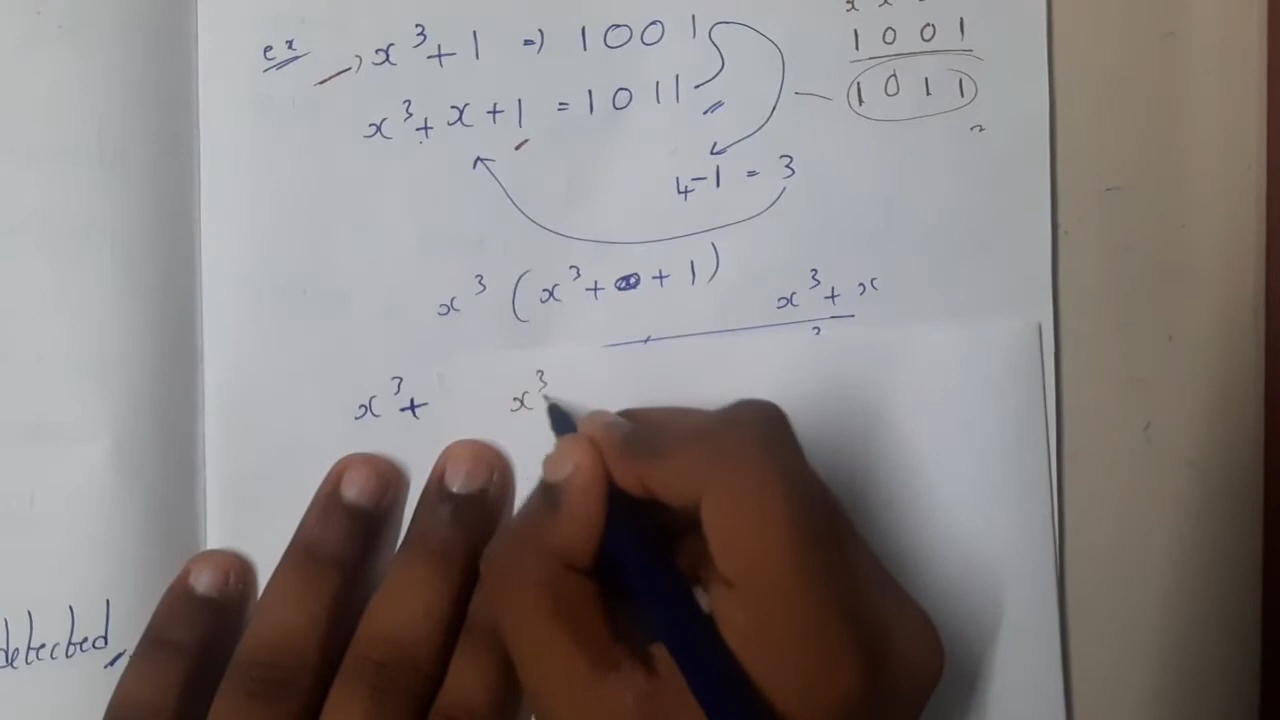 ex → x³ + 1 ⇒ 1001
x³ + x + 1 = 1011
1001
1011
4-1 = 3
x³ (x³ + + 1)
x³ + x
x³ + x³
detected